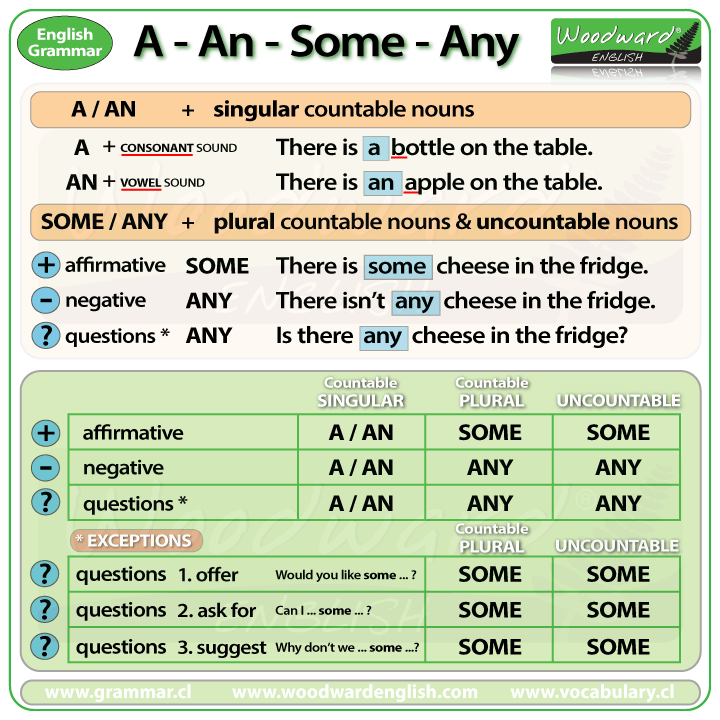 English Grammar
A - An - Some - Any
Woodward®
ENGLISH
A / AN + singular countable nouns
A + CONSONANT SOUND There is a bottle on the table.
AN + VOWEL SOUND There is an apple on the table.
SOME / ANY + plural countable nouns & uncountable nouns
+ affirmative SOME There is some cheese in the fridge.
– negative ANY There isn't any cheese in the fridge.
? questions * ANY Is there any cheese in the fridge?
Countable SINGULAR Countable PLURAL UNCOUNTABLE
+ affirmative A / AN SOME SOME
– negative A / AN ANY ANY
? questions * A / AN ANY ANY
* EXCEPTIONS Countable PLURAL UNCOUNTABLE
? questions 1. offer Would you like some ... ? SOME SOME
? questions 2. ask for Can I ... some ... ? SOME SOME
? questions 3. suggest Why don't we ... some ...? SOME SOME
www.grammar.cl www.woodwardenglish.com www.vocabulary.cl